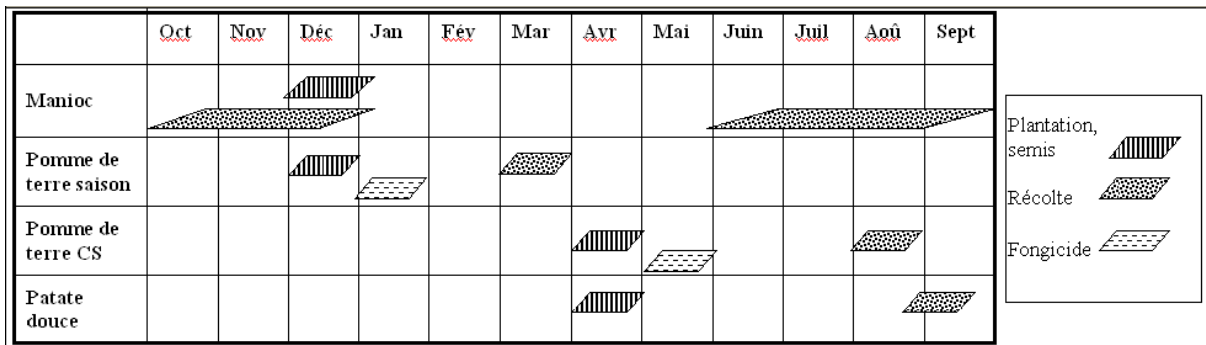 Oct Nov Déc Jan Fév Mar Avr Mai Juin Juil Aoû Sept
Manioc
Pomme de
terre saison
Pomme de
terre CS
Patate
douce
Plantation,
semis
Récolte
Fongicide